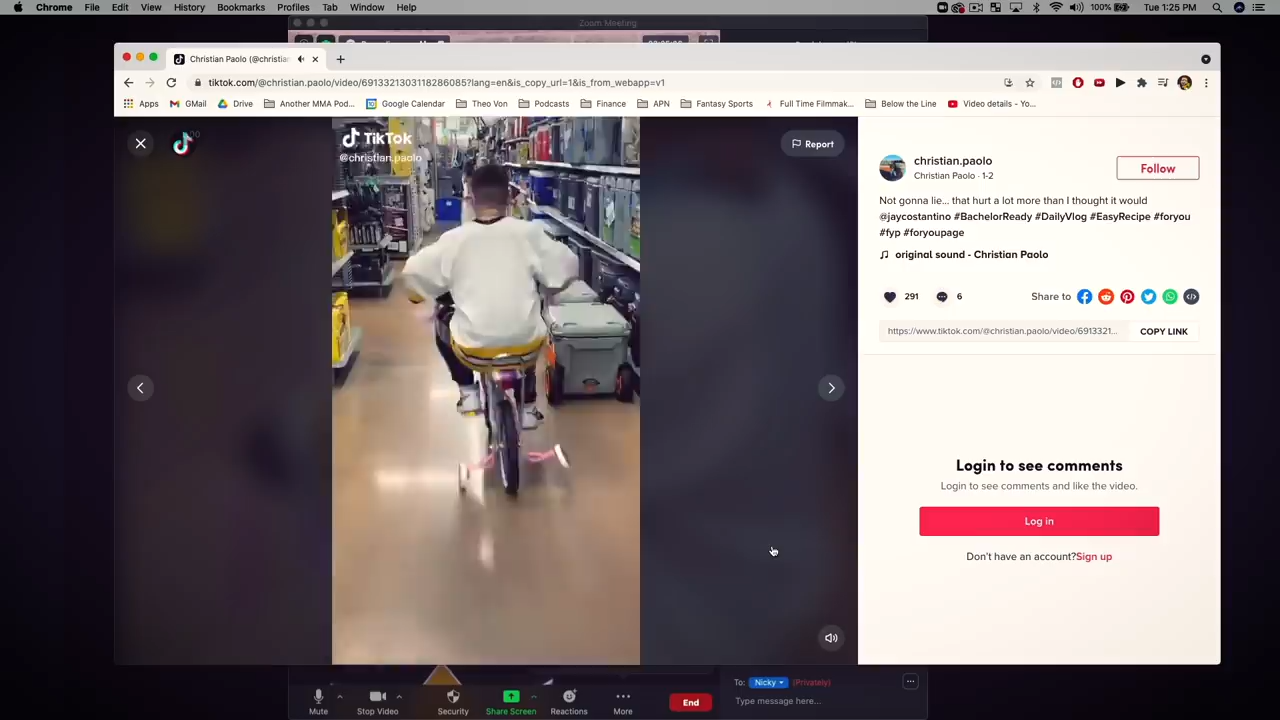 Chrome File Edit View History Bookmarks Profiles Tab Window Help
100% Tue 1:25 PM
Zoom Meeting
Christian Paolo (@christian
tiktok.com/@christian.paolo/video/6913321303118286085?lang=en&is_copy_url=1&is_from_webapp=v1
Apps GMail Drive Another MMA Pod... Google Calendar Theo Von Podcasts Finance APN Fantasy Sports Full Time Filmmak... Below the Line Video details - Yo...
TikTok
@christian.paolo
Report
christian.paolo
Christian Paolo · 1-2
Follow
Not gonna lie... that hurt a lot more than I thought it would
@jaycostantino #BachelorReady #DailyVlog #EasyRecipe #foryou
#fyp #foryoupage
original sound - Christian Paolo
291 6 Share to
https://www.tiktok.com/@christian.paolo/video/6913321... COPY LINK
Login to see comments
Login to see comments and like the video.
Log in
Don't have an account?Sign up
To: Nicky (Privately)
Type message here...
Mute Stop Video Security Share Screen Reactions More End